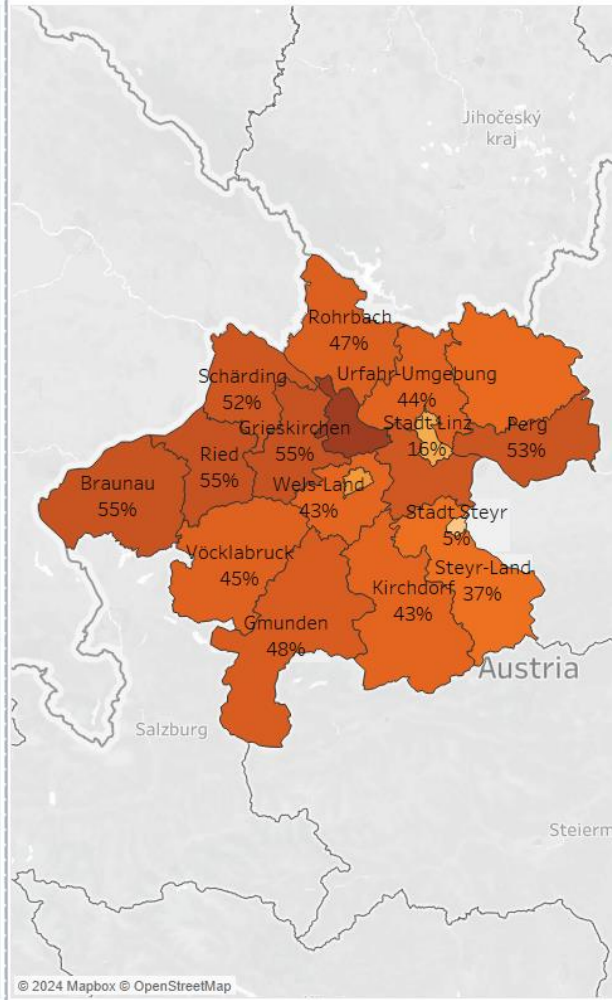 Jihočeský
kraj
Rohrbach
47%
Urfahr-Umgebung
44%
Schärding
52%
Stadt Linz
16%
Perg
53%
Grieskirchen
55%
Ried
55%
Braunau
55%
Wels-Land
43%
Stadt Steyr
5%
Steyr-Land
37%
Vöcklabruck
45%
Kirchdorf
43%
Gmunden
48%
Austria
Salzburg
Steierm
© 2024 Mapbox © OpenStreetMap